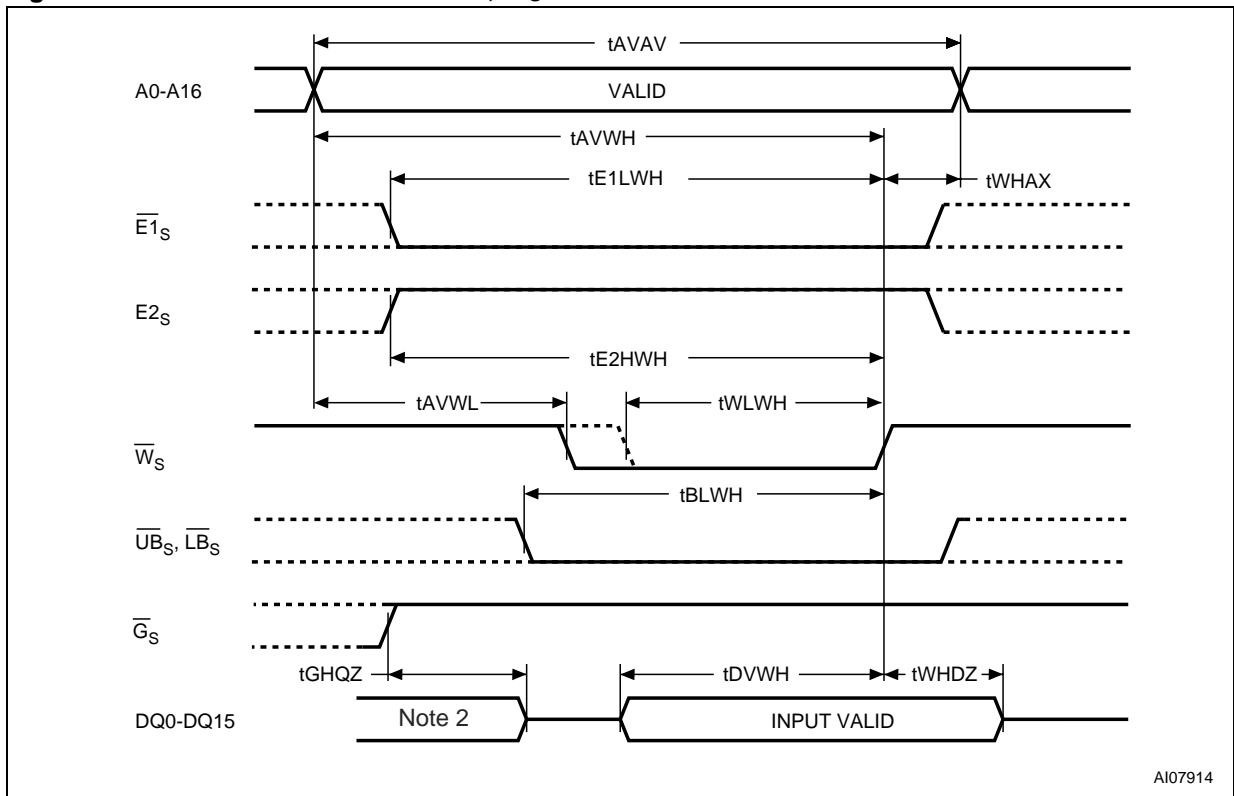 tAVAV
A0-A16
VALID
tAVWH
tE1LWH
tWHAX
E1S
E2S
tE2HWH
tAVWL
tWLWH
WS
tBLWH
UBS, LBS
GS
tGHQZ
tDVWH
tWHDZ
DQ0-DQ15
Note 2
INPUT VALID
AI07914